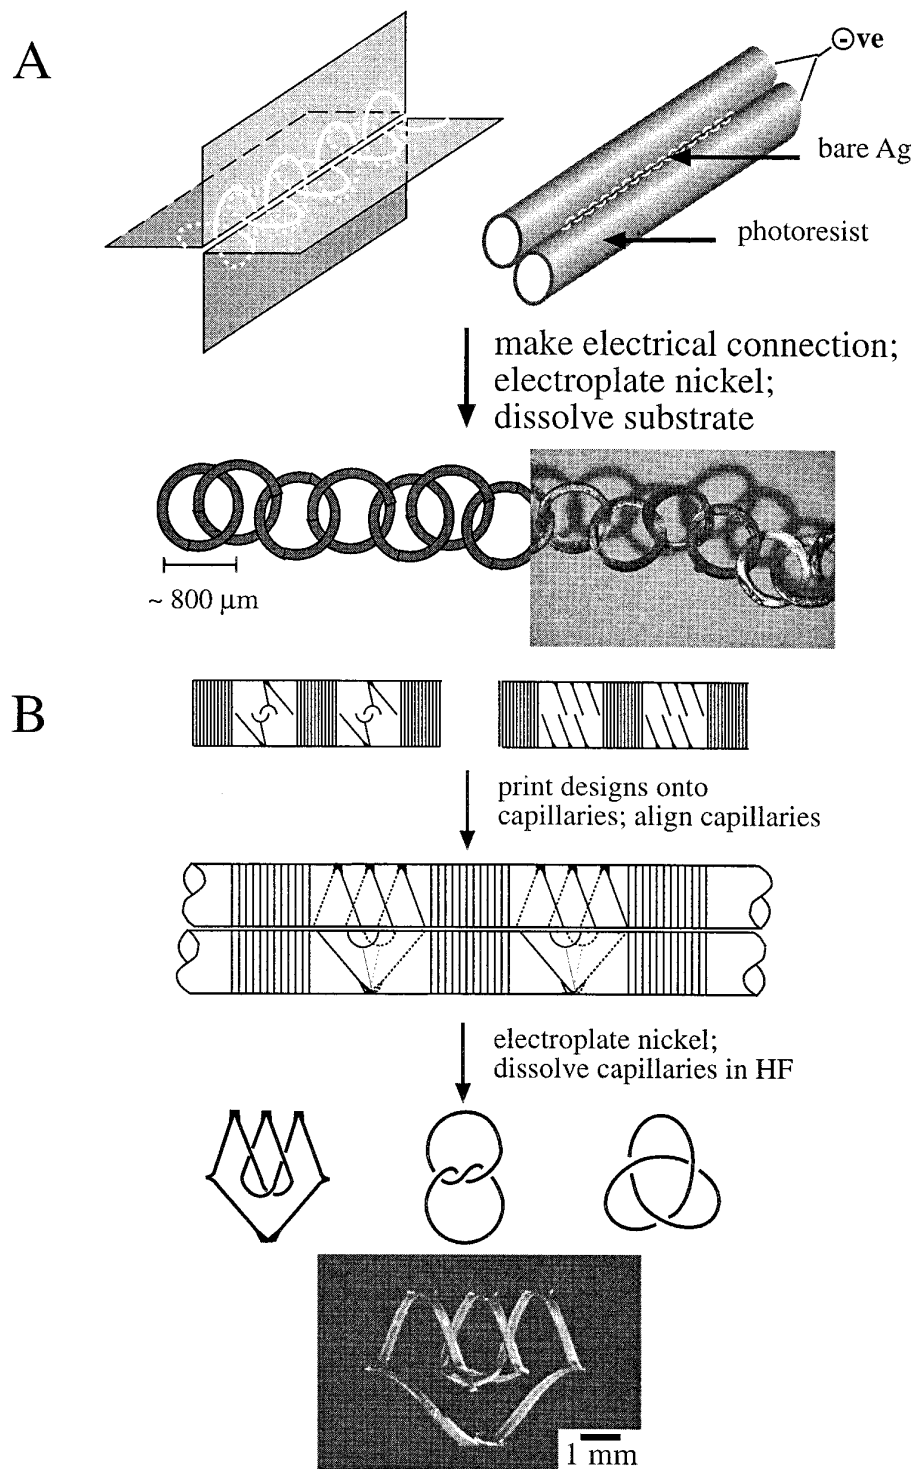 A
⊖ve
bare Ag
photoresist
make electrical connection;
electroplate nickel;
dissolve substrate
~ 800 μm
B
print designs onto
capillaries; align capillaries
electroplate nickel;
dissolve capillaries in HF
1 mm